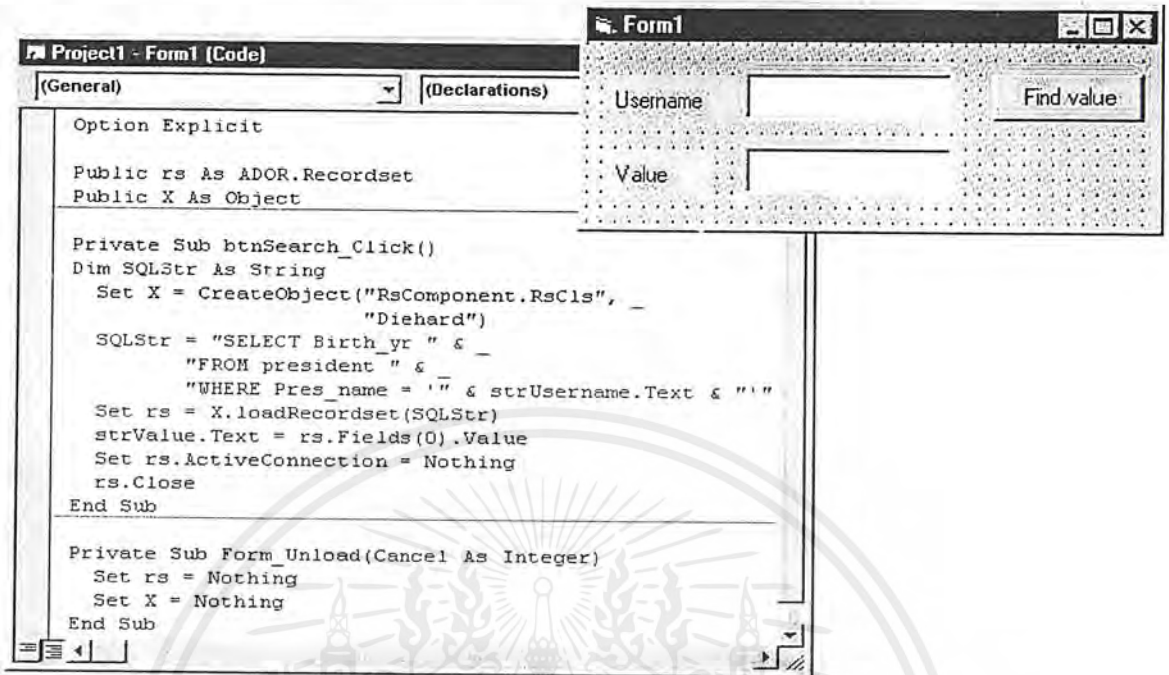 Project1 - Form1 (Code)
(General) (Declarations)
Option Explicit
Public rs As ADOR.Recordset
Public X As Object
Private Sub btnSearch_Click()
Dim SQLStr As String
Set X = CreateObject("RsComponent.RsCls", _
"Diehard")
SQLStr = "SELECT Birth_yr " & _
"FROM president " & _
"WHERE Pres_name = '" & strUsername.Text & "'"
Set rs = X.loadRecordset(SQLStr)
strValue.Text = rs.Fields(0).Value
Set rs.ActiveConnection = Nothing
rs.Close
End Sub
Private Sub Form_Unload(Cancel As Integer)
Set rs = Nothing
Set X = Nothing
End Sub
Form1
Username
Find value
Value